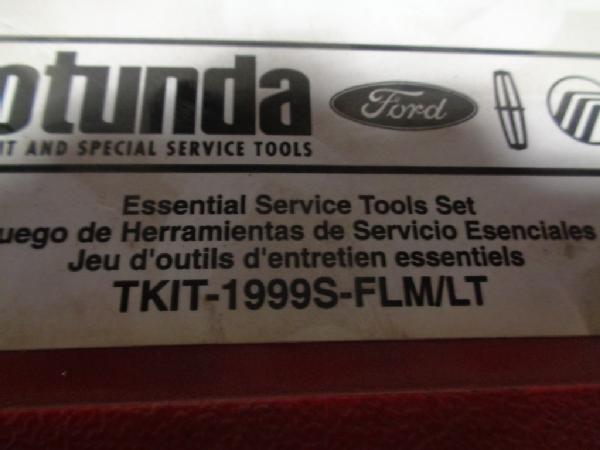 otunda Ford
IT AND SPECIAL SERVICE TOOLS
Essential Service Tools Set
uego de Herramientas de Servicio Esenciales
Jeu d'outils d'entretien essentiels
TKIT-1999S-FLM/LT